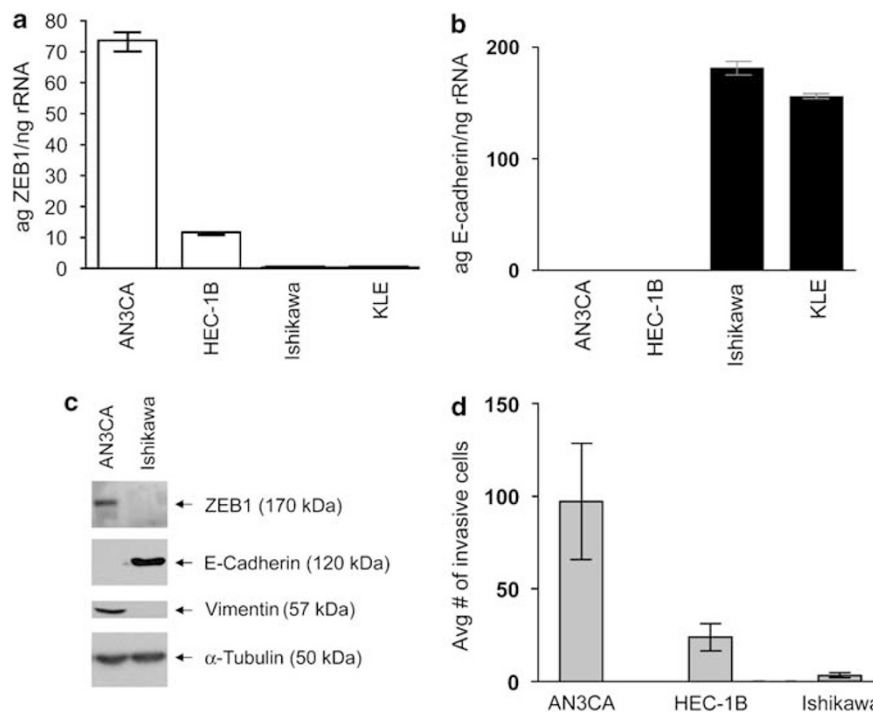 a
ag ZEB1/ng rRNA
80
70
60
50
40
30
20
10
0
AN3CA
HEC-1B
Ishikawa
KLE
b
ag E-cadherin/ng rRNA
200
100
0
AN3CA
HEC-1B
Ishikawa
KLE
c
AN3CA
Ishikawa
ZEB1 (170 kDa)
E-Cadherin (120 kDa)
Vimentin (57 kDa)
α-Tubulin (50 kDa)
d
Avg # of invasive cells
150
100
50
0
AN3CA
HEC-1B
Ishikawa